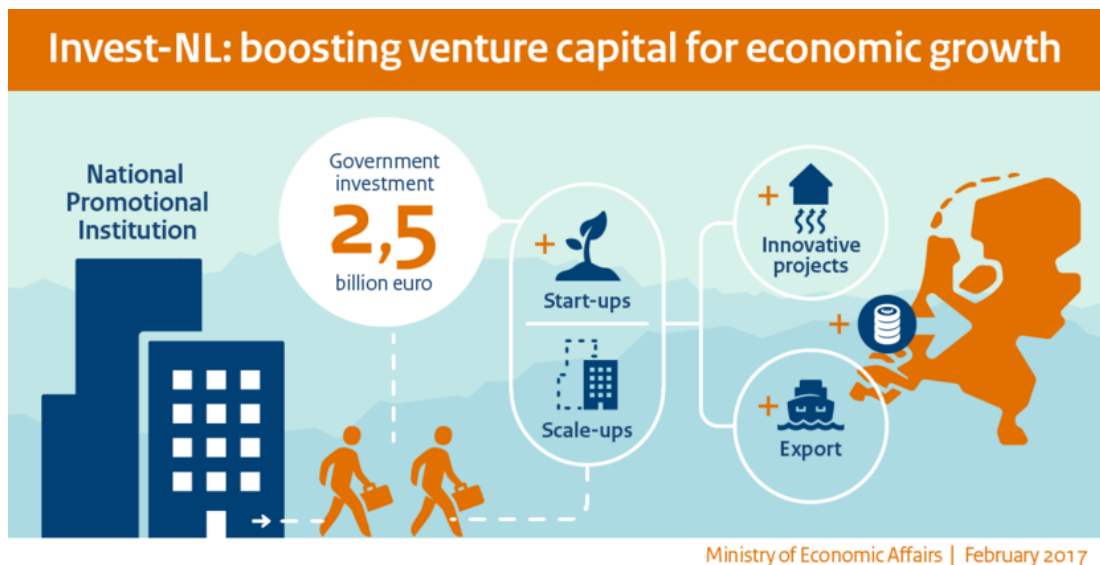 Invest-NL: boosting venture capital for economic growth
National
Promotional
Institution
Government
investment
2,5
billion euro
Start-ups
Scale-ups
Innovative
projects
Export
Ministry of Economic Affairs | February 2017